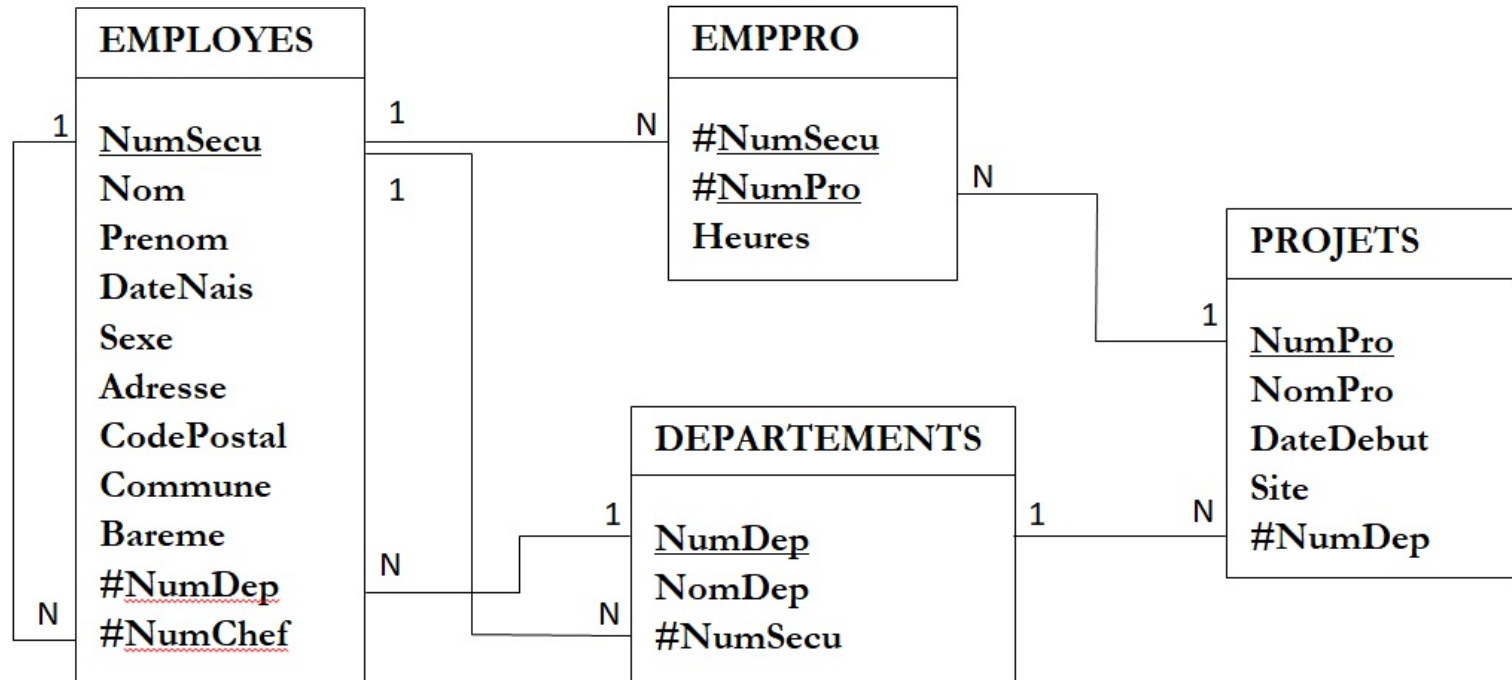 EMPLOYES
1
NumSecu
Nom
Prenom
DateNais
Sexe
Adresse
CodePostal
Commune
Bareme
#NumDep
N
#NumChef
1
N
1
N
EMPPRO
#NumSecu
#NumPro
Heures
N
1
PROJETS
NumPro
NomPro
DateDebut
Site
#NumDep
DEPARTEMENTS
1
NumDep
NomDep
N
#NumSecu
1
N